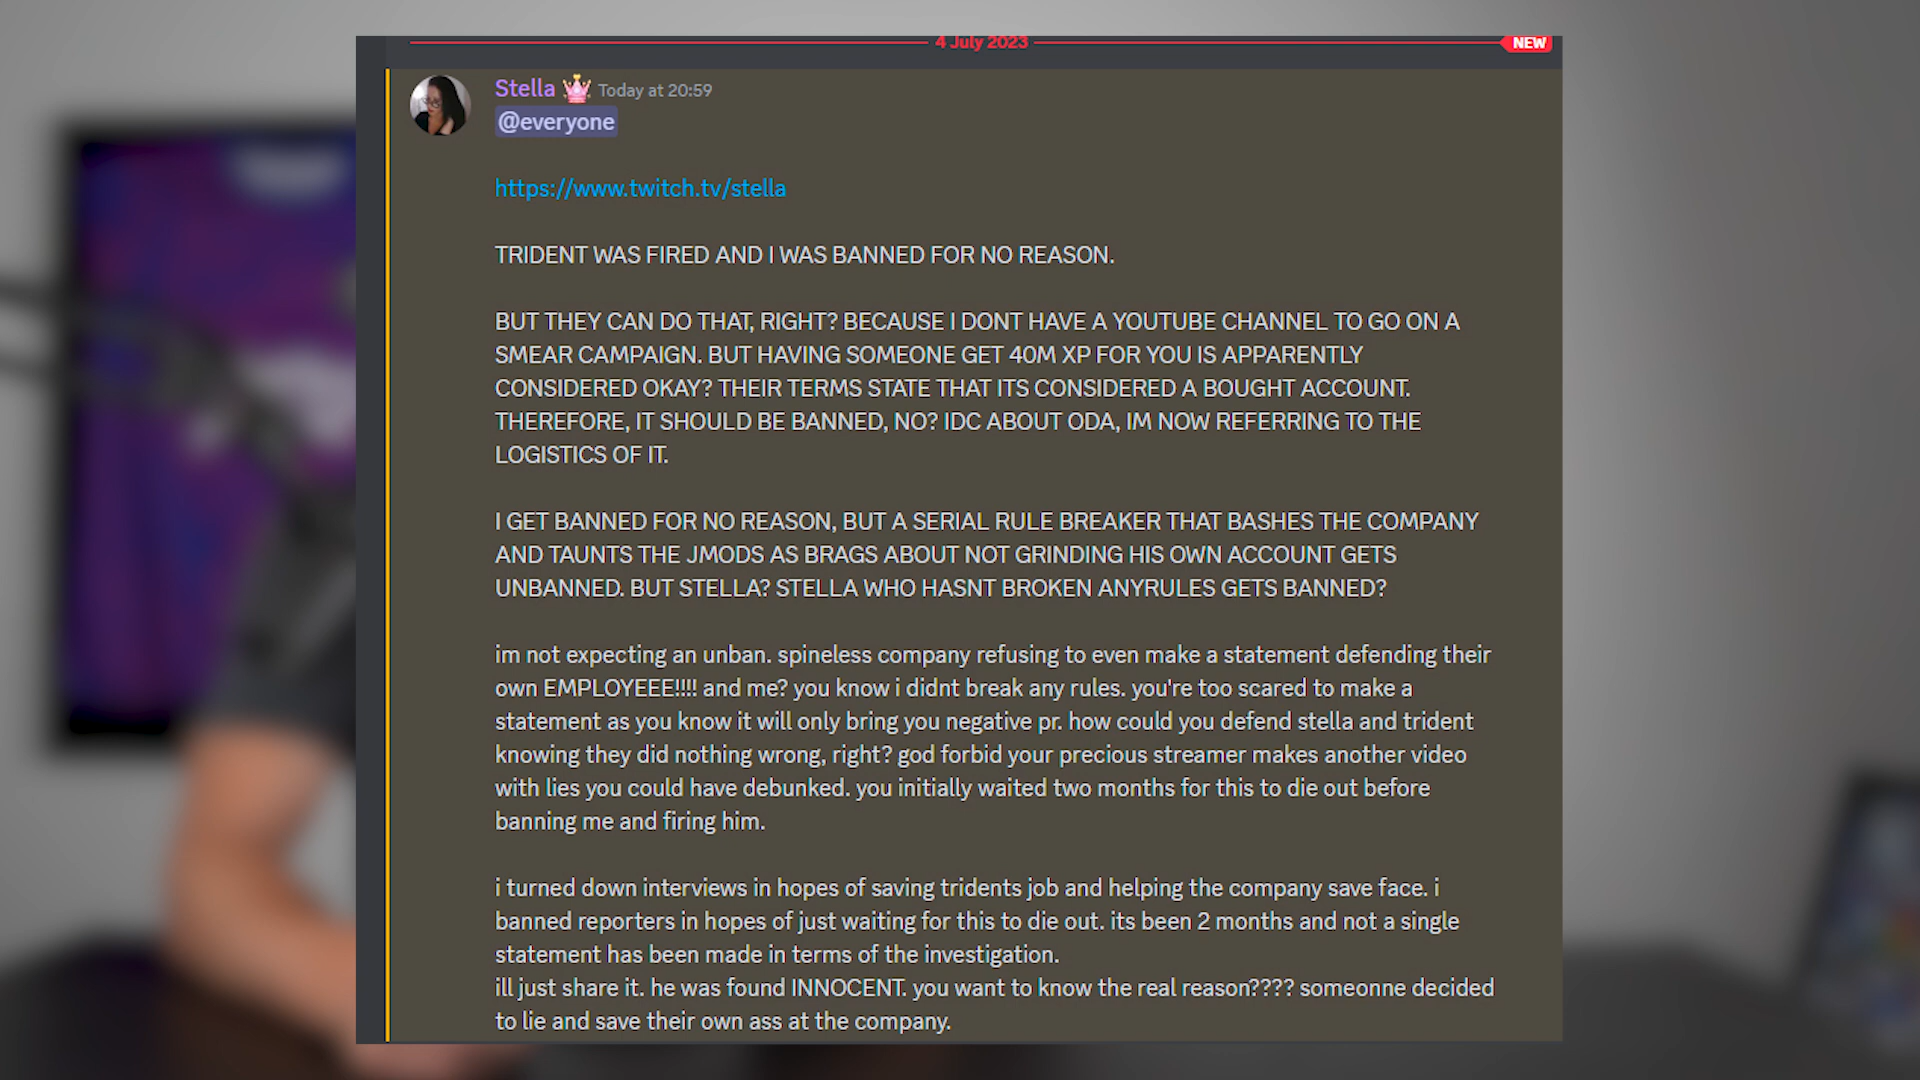 4 July 2023
NEW
Stella Today at 20:59
@everyone
https://www.twitch.tv/stella
TRIDENT WAS FIRED AND I WAS BANNED FOR NO REASON.
BUT THEY CAN DO THAT, RIGHT? BECAUSE I DONT HAVE A YOUTUBE CHANNEL TO GO ON A
SMEAR CAMPAIGN. BUT HAVING SOMEONE GET 40M XP FOR YOU IS APPARENTLY
CONSIDERED OKAY? THEIR TERMS STATE THAT ITS CONSIDERED A BOUGHT ACCOUNT.
THEREFORE, IT SHOULD BE BANNED, NO? IDC ABOUT ODA, IM NOW REFERRING TO THE
LOGISTICS OF IT.
I GET BANNED FOR NO REASON, BUT A SERIAL RULE BREAKER THAT BASHES THE COMPANY
AND TAUNTS THE JMODS AS BRAGS ABOUT NOT GRINDING HIS OWN ACCOUNT GETS
UNBANNED. BUT STELLA? STELLA WHO HASNT BROKEN ANYRULES GETS BANNED?
im not expecting an unban. spineless company refusing to even make a statement defending their
own EMPLOYEEE!!!! and me? you know i didnt break any rules. you're too scared to make a
statement as you know it will only bring you negative pr. how could you defend stella and trident
knowing they did nothing wrong, right? god forbid your precious streamer makes another video
with lies you could have debunked. you initially waited two months for this to die out before
banning me and firing him.
i turned down interviews in hopes of saving tridents job and helping the company save face. i
banned reporters in hopes of just waiting for this to die out. its been 2 months and not a single
statement has been made in terms of the investigation.
ill just share it. he was found INNOCENT. you want to know the real reason???? someonne decided
to lie and save their own ass at the company.